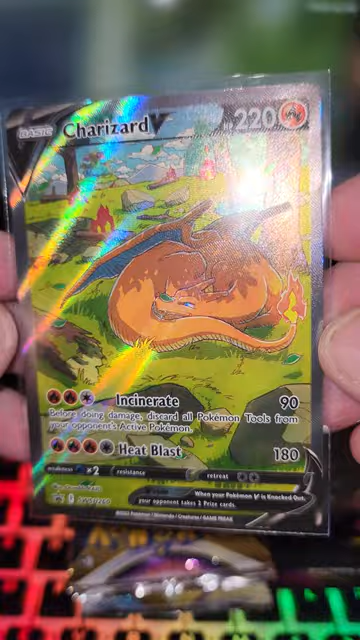 BASIC Charizard V 220
Incinerate 90
Before doing damage, discard all Pokémon Tools from
your opponent's Active Pokémon.
Heat Blast 180
weakness ×2 resistance retreat
When your Pokémon V is Knocked Out,
your opponent takes 2 Prize cards.
©2022 Pokémon / Nintendo / Creatures / GAME FREAK